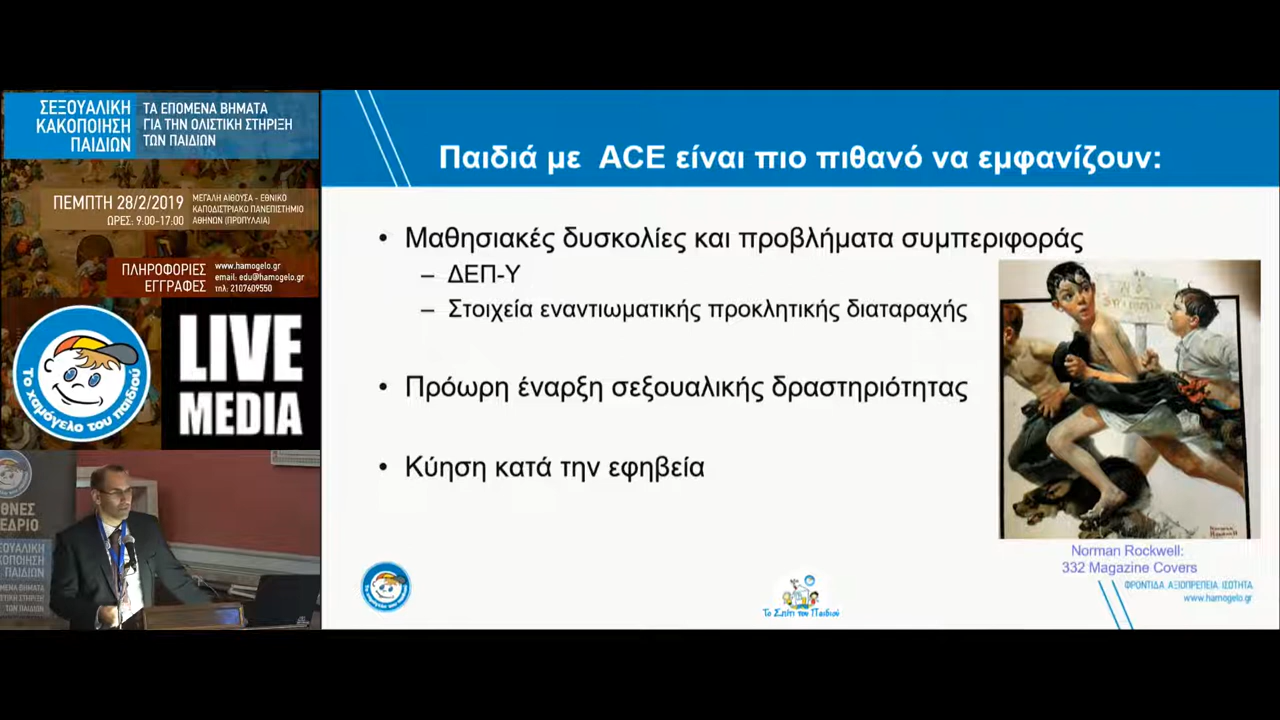 ΣΕΞΟΥΑΛΙΚΗ
ΚΑΚΟΠΟΙΗΣΗ
ΠΑΙΔΙΩΝ
ΤΑ ΕΠΟΜΕΝΑ ΒΗΜΑΤΑ
ΓΙΑ ΤΗΝ ΟΛΙΣΤΙΚΗ ΣΤΗΡΙΞΗ
ΤΩΝ ΠΑΙΔΙΩΝ
ΠΕΜΠΤΗ 28/2/2019
ΩΡΕΣ: 9:00-17:00
ΜΕΓΑΛΗ ΑΙΘΟΥΣΑ - ΕΘΝΙΚΟ
ΚΑΠΟΔΙΣΤΡΙΑΚΟ ΠΑΝΕΠΙΣΤΗΜΙΟ
ΑΘΗΝΩΝ (ΠΡΟΠΥΛΑΙΑ)
ΠΛΗΡΟΦΟΡΙΕΣ
ΕΓΓΡΑΦΕΣ
www.hamogelo.gr
email: edu@hamogelo.gr
τηλ: 2107609550
Το χαμόγελο του παιδιού
LIVE
MEDIA
Παιδιά με ACE είναι πιο πιθανό να εμφανίζουν:
• Μαθησιακές δυσκολίες και προβλήματα συμπεριφοράς
– ΔΕΠ-Υ
– Στοιχεία εναντιωματικής προκλητικής διαταραχής
• Πρόωρη έναρξη σεξουαλικής δραστηριότητας
• Κύηση κατά την εφηβεία
Norman Rockwell:
332 Magazine Covers
Το Σπίτι του Παιδιού
ΦΡΟΝΤΙΔΑ. ΑΞΙΟΠΡΕΠΕΙΑ. ΙΣΟΤΗΤΑ.
www.hamogelo.gr